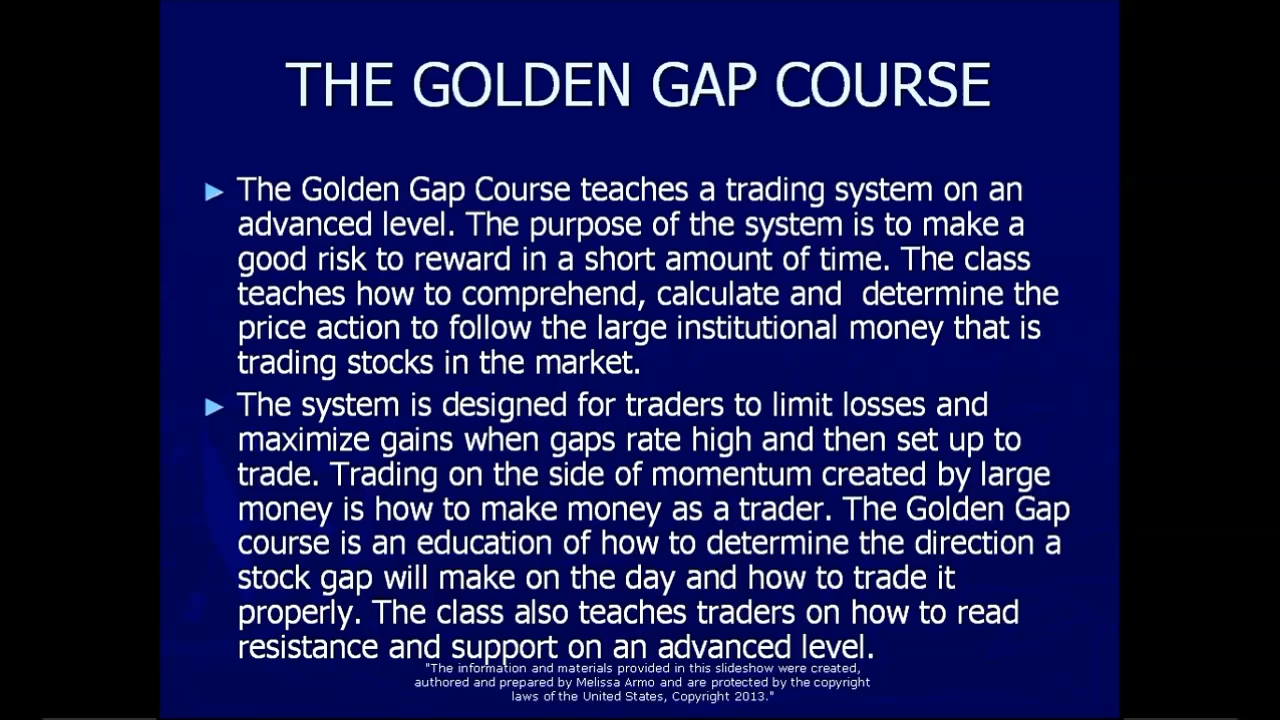 THE GOLDEN GAP COURSE
► The Golden Gap Course teaches a trading system on an
advanced level. The purpose of the system is to make a
good risk to reward in a short amount of time. The class
teaches how to comprehend, calculate and  determine the
price action to follow the large institutional money that is
trading stocks in the market.
► The system is designed for traders to limit losses and
maximize gains when gaps rate high and then set up to
trade. Trading on the side of momentum created by large
money is how to make money as a trader. The Golden Gap
course is an education of how to determine the direction a
stock gap will make on the day and how to trade it
properly. The class also teaches traders on how to read
resistance and support on an advanced level.
"The information and materials provided in this slideshow were created,
authored and prepared by Melissa Armo and are protected by the copyright
laws of the United States, Copyright 2013."